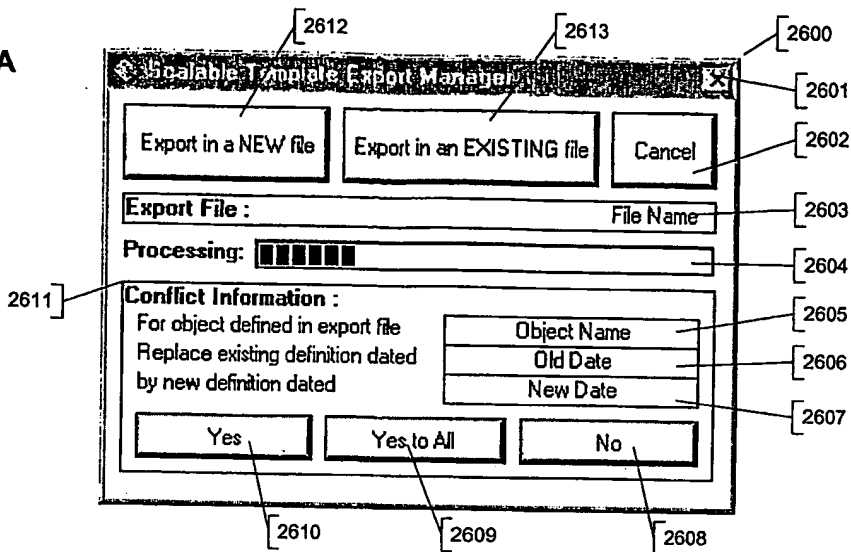 2612
2613
2600
A
Scalable Template Export Manager
2601
Export in a NEW file
Export in an EXISTING file
Cancel
2602
Export File :
File Name
2603
Processing:
2604
2611
Conflict Information :
2605
For object defined in export file
Object Name
Replace existing definition dated
Old Date
2606
by new definition dated
New Date
2607
Yes
Yes to All
No
2610
2609
2608